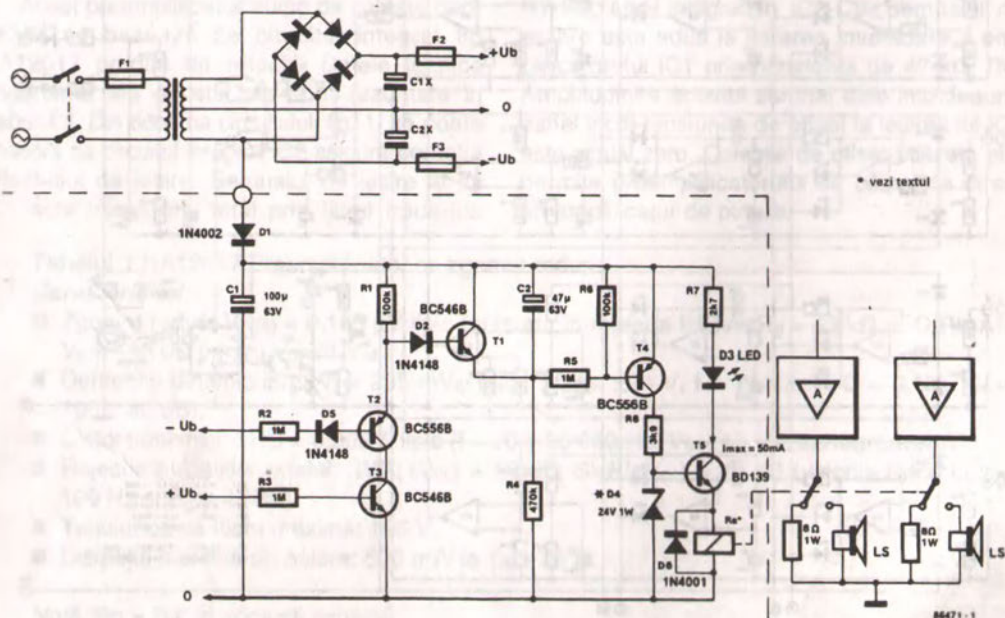 F1
F2
+Ub
C1X
0
C2X
F3
-Ub
* vezi textul
1N4002
D1
C1
100µ
63V
R1
100k
BC546B
D2
1N4148
T1
C2
47µ
63V
R6
100k
R7
2k7
T4
D3 LED
R5
1M
BC556B
A
A
T2
- Ub
R2
1M
D5
BC556B
1N4148
R8
3k9
T5
Imax = 50mA
T3
+ Ub
R3
1M
BC546B
BD139
R4
470k
* D4
24V 1W
Re*
8Ω
1W
LS
8Ω
1W
LS
D6
1N4001
0
86471 - 1